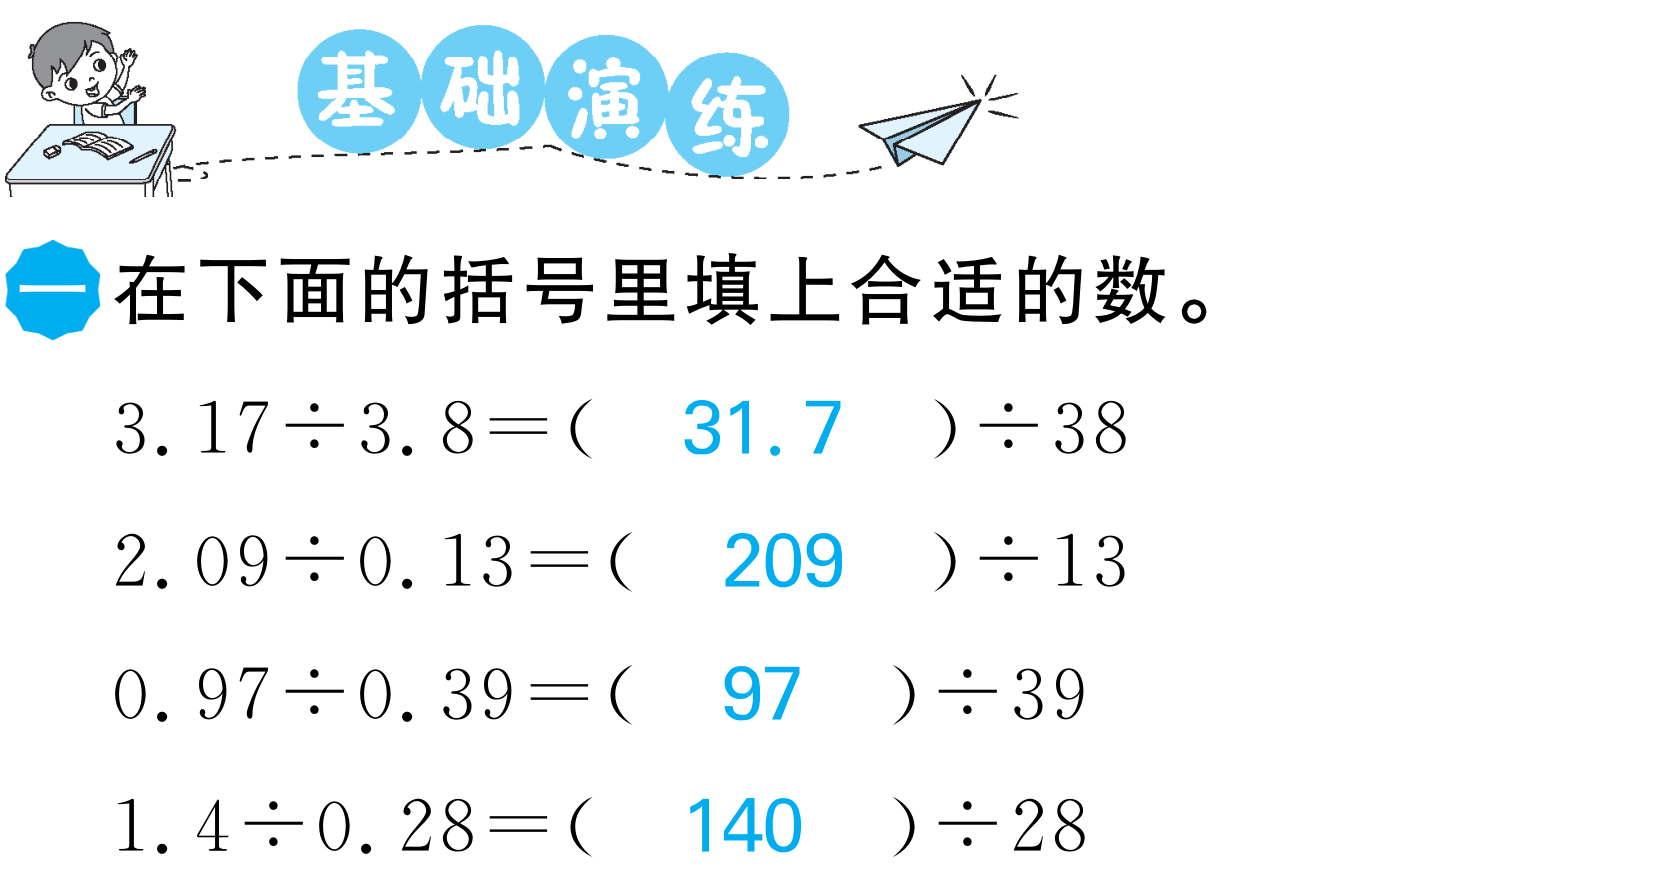 基础演练
一 在下面的括号里填上合适的数。
3.17÷3.8=( 31.7 )÷38
2.09÷0.13=( 209 )÷13
0.97÷0.39=( 97 )÷39
1.4÷0.28=( 140 )÷28